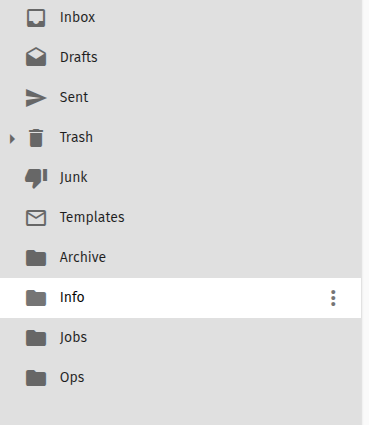 Inbox
Drafts
Sent
Trash
Junk
Templates
Archive
Info
Jobs
Ops